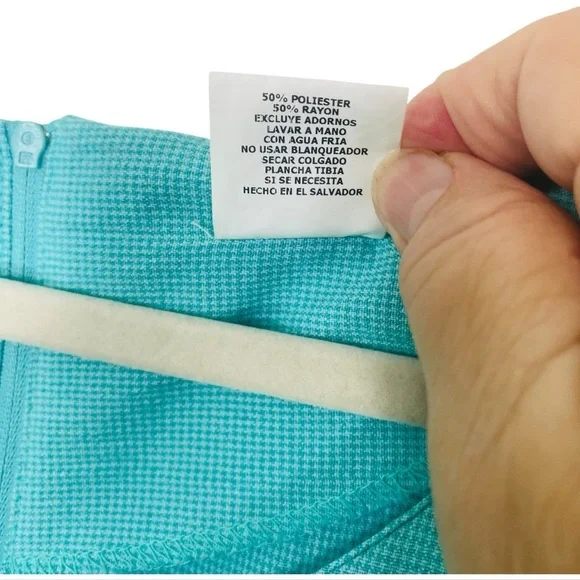 50% POLIESTER
50% RAYON
EXCLUYE ADORNOS
LAVAR A MANO
CON AGUA FRIA
NO USAR BLANQUEADOR
SECAR COLGADO
PLANCHA TIBIA
SI SE NECESITA
HECHO EN EL SALVADOR